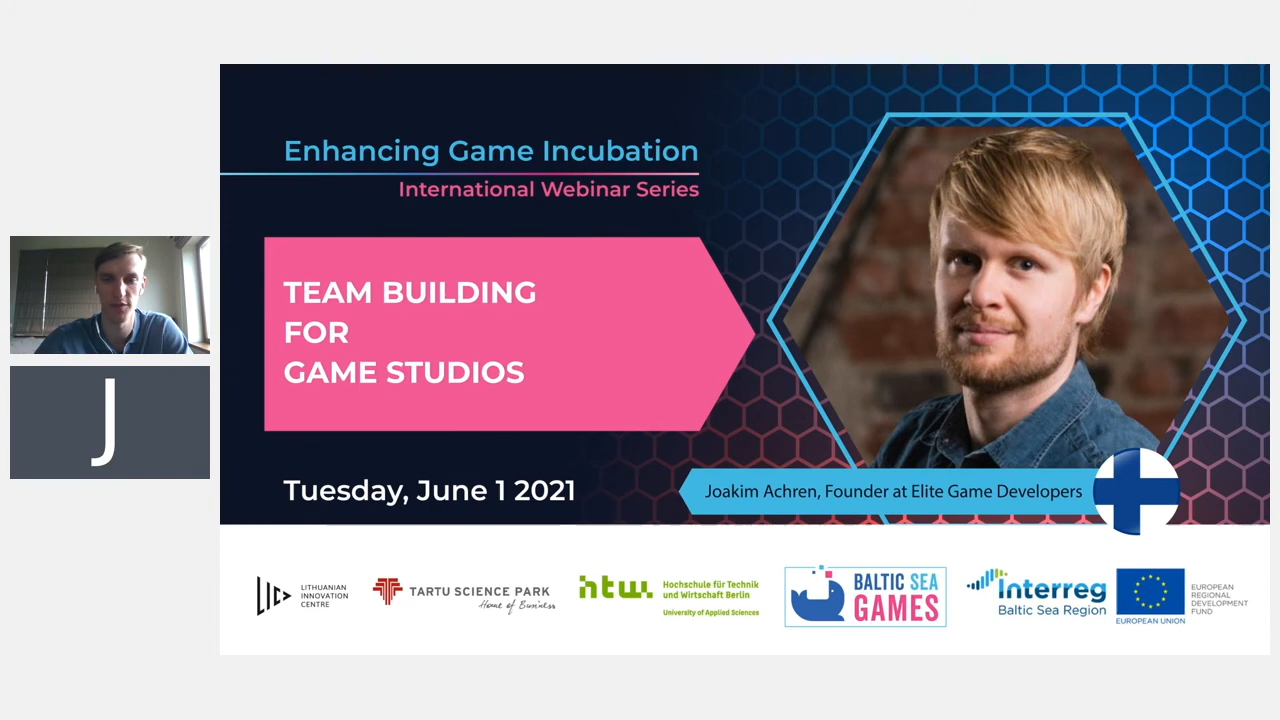 Enhancing Game Incubation
International Webinar Series
TEAM BUILDING
FOR
GAME STUDIOS
Tuesday, June 1 2021
Joakim Achren, Founder at Elite Game Developers
J
LIC
LITHUANIAN
INNOVATION
CENTRE
TARTU SCIENCE PARK
Home of Business
htw.
Hochschule für Technik
und Wirtschaft Berlin
University of Applied Sciences
BALTIC SEA
GAMES
Interreg
Baltic Sea Region
EUROPEAN UNION
EUROPEAN
REGIONAL
DEVELOPMENT
FUND